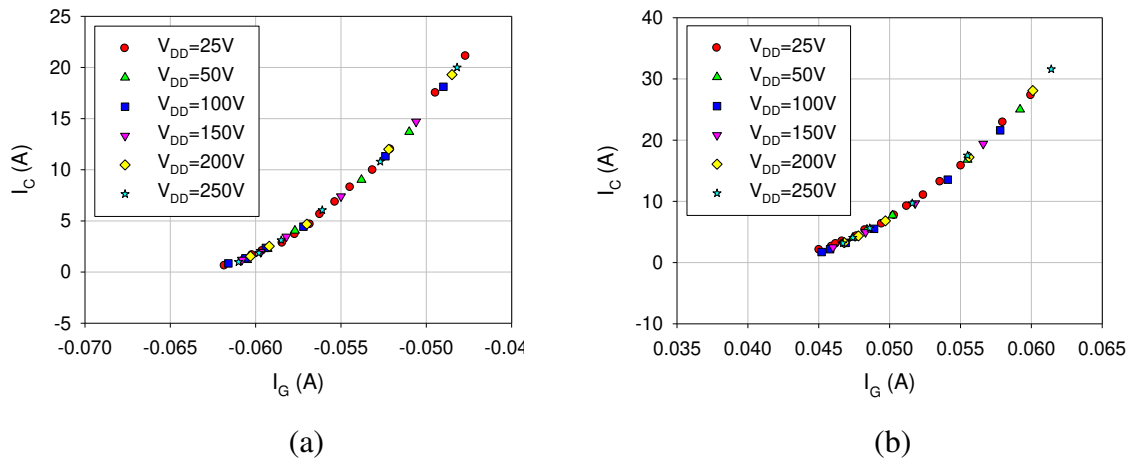 25
20
15
10
5
0
-5
I_C (A)
V_DD=25V
V_DD=50V
V_DD=100V
V_DD=150V
V_DD=200V
V_DD=250V
-0.070 -0.065 -0.060 -0.055 -0.050 -0.04
I_G (A)
(a)
40
30
20
10
0
-10
I_C (A)
V_DD=25V
V_DD=50V
V_DD=100V
V_DD=150V
V_DD=200V
V_DD=250V
0.035 0.040 0.045 0.050 0.055 0.060 0.065
I_G (A)
(b)